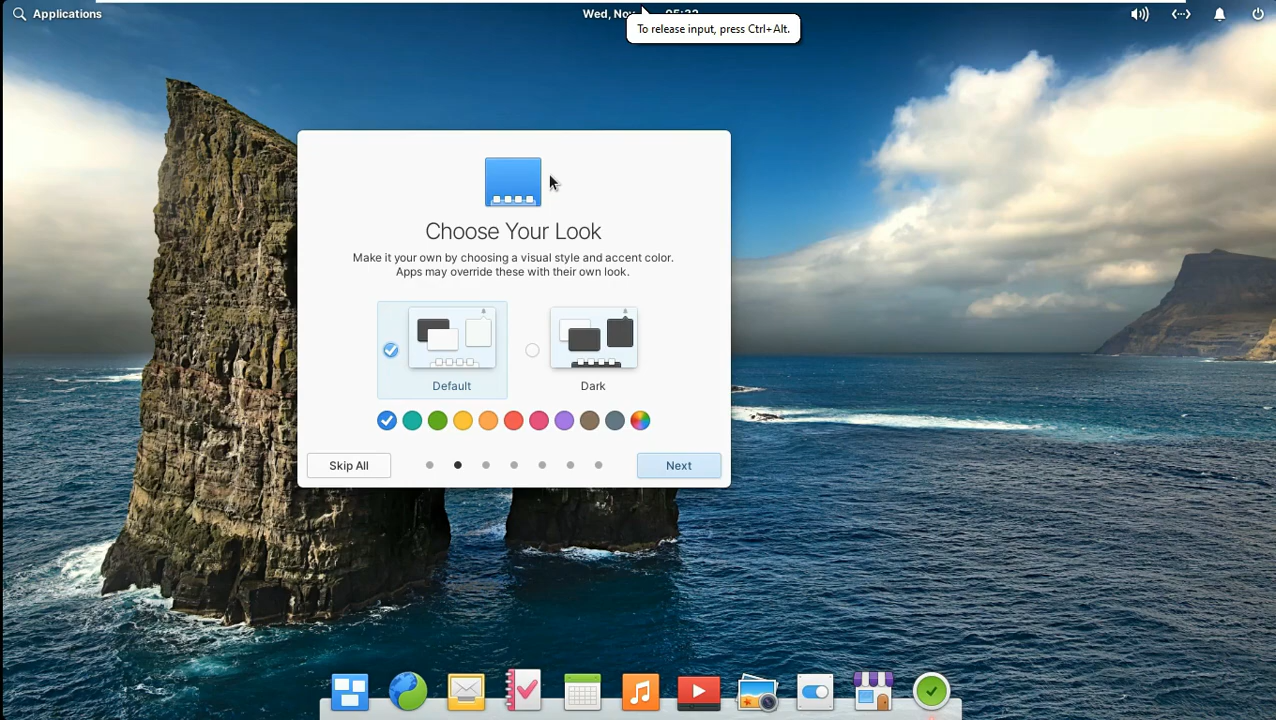 Applications
Wed, Nov
To release input, press Ctrl+Alt.
Choose Your Look
Make it your own by choosing a visual style and accent color.
Apps may override these with their own look.
Default
Dark
Skip All
Next